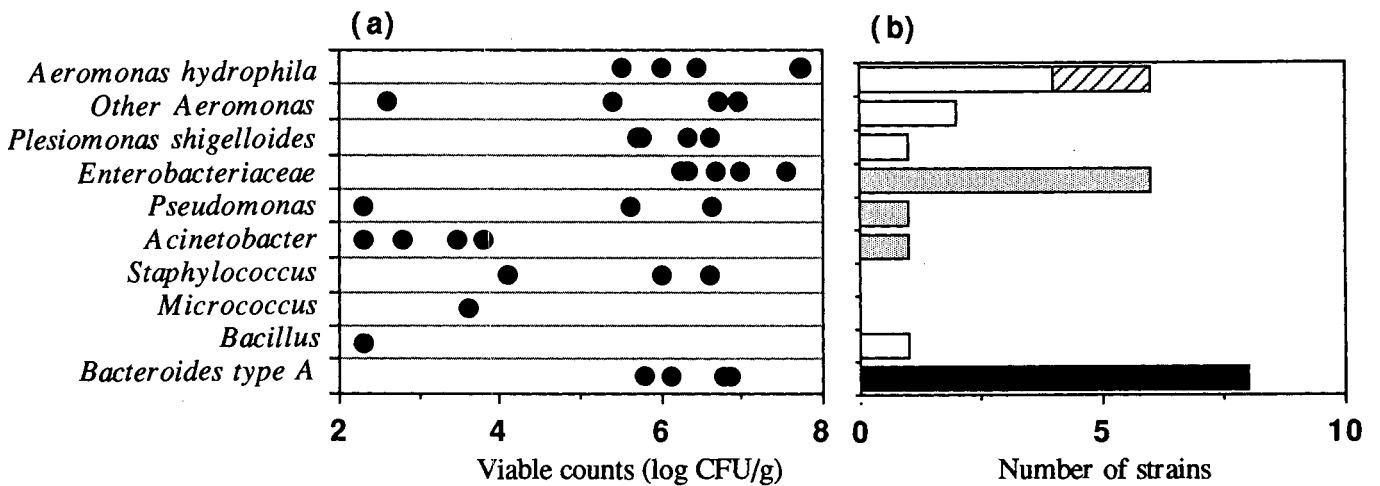 (a)
(b)
Aeromonas hydrophila
Other Aeromonas
Plesiomonas shigelloides
Enterobacteriaceae
Pseudomonas
Acinetobacter
Staphylococcus
Micrococcus
Bacillus
Bacteroides type A
2 4 6 8
0 5 10
Viable counts (log CFU/g)
Number of strains